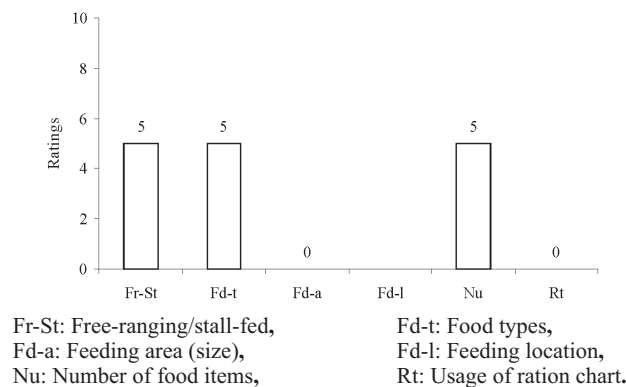 10
8
6
4
2
0
Ratings
5
5
0
5
0
Fr-St Fd-t Fd-a Fd-l Nu Rt
Fr-St: Free-ranging/stall-fed, Fd-t: Food types,
Fd-a: Feeding area (size), Fd-l: Feeding location,
Nu: Number of food items, Rt: Usage of ration chart.